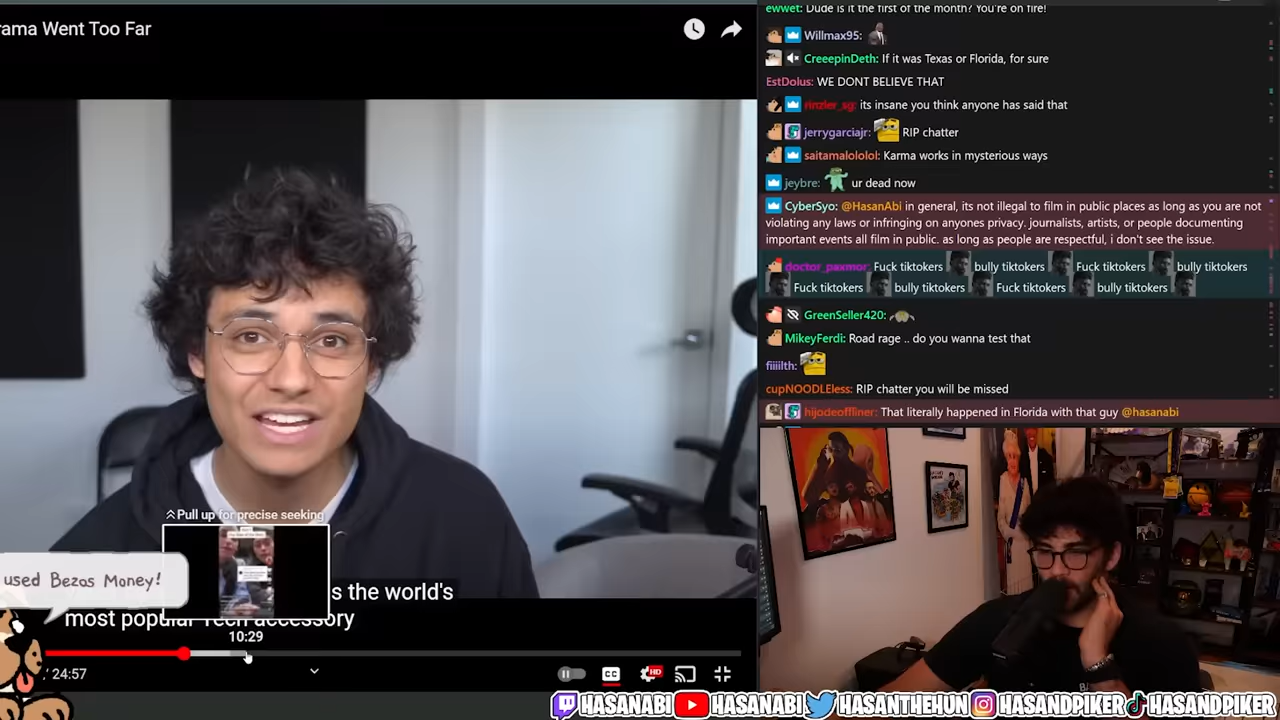 rama Went Too Far
ewwet: Dude is it the first of the month? You're on fire!
Willmax95:
CreeepinDeth: If it was Texas or Florida, for sure
EstDolus: WE DONT BELIEVE THAT
rinzler_sg: its insane you think anyone has said that
jerrygarciajr: RIP chatter
saitamalololol: Karma works in mysterious ways
jeybre: ur dead now
CyberSyo: @HasanAbi in general, its not illegal to film in public places as long as you are not
violating any laws or infringing on anyones privacy. journalists, artists, or people documenting
important events all film in public. as long as people are respectful, i don't see the issue.
doctor_paxmor: Fuck tiktokers bully tiktokers Fuck tiktokers bully tiktokers
Fuck tiktokers bully tiktokers Fuck tiktokers bully tiktokers
GreenSeller420:
MikeyFerdi: Road rage .. do you wanna test that
fiiiilth:
cupNOODLEless: RIP chatter you will be missed
hijodeoffliner: That literally happened in Florida with that guy @hasanabi
Pull up for precise seeking
used Bezos Money!
s the world's
most popular Tech accessory
10:29
/ 24:57
CC
HD
HASANABI HASANABI HASANTHEHUN HASANDPIKER HASANDPIKER